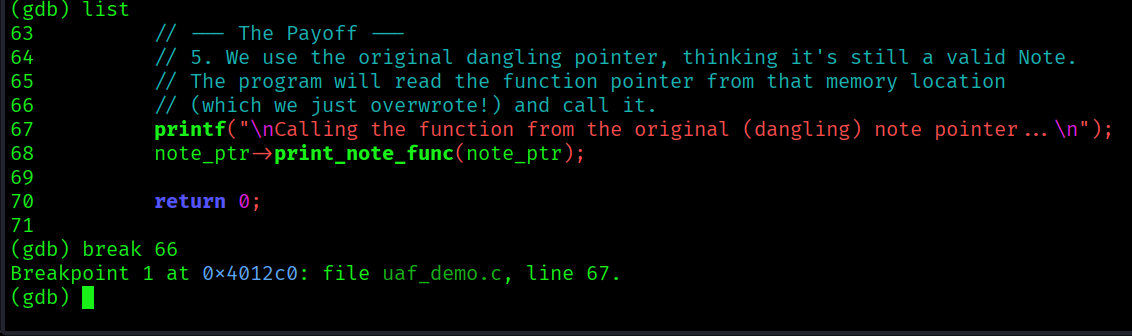 (gdb) list
63 // --- The Payoff ---
64 // 5. We use the original dangling pointer, thinking it's still a valid Note.
65 // The program will read the function pointer from that memory location
66 // (which we just overwrote!) and call it.
67 printf("\nCalling the function from the original (dangling) note pointer...\n");
68 note_ptr->print_note_func(note_ptr);
69
70 return 0;
71
(gdb) break 66
Breakpoint 1 at 0x4012c0: file uaf_demo.c, line 67.
(gdb)